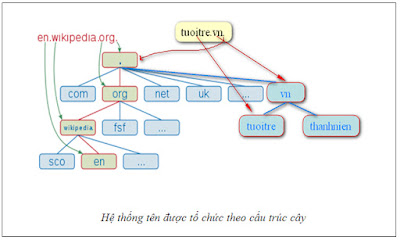 tuoitre.vn.
en.wikipedia.org.
.
com org net uk ... vn
wikipedia fsf ... tuoitre thanhnien
sco en ...
Hệ thống tên được tổ chức theo cấu trúc cây